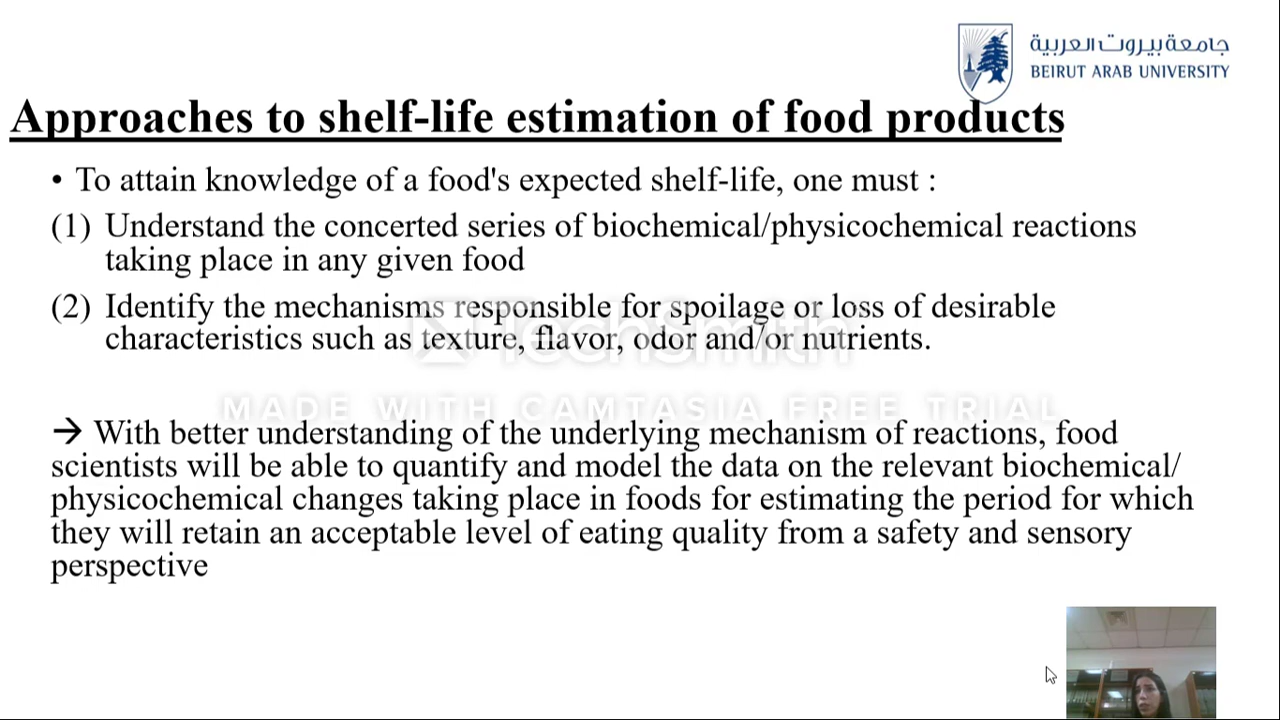 جامعة بيروت العربية
BEIRUT ARAB UNIVERSITY
Approaches to shelf-life estimation of food products
• To attain knowledge of a food's expected shelf-life, one must :
(1) Understand the concerted series of biochemical/physicochemical reactions
taking place in any given food
(2) Identify the mechanisms responsible for spoilage or loss of desirable
characteristics such as texture, flavor, odor and/or nutrients.
TechSmith
MADE WITH CAMTASIA FREE TRIAL
→ With better understanding of the underlying mechanism of reactions, food
scientists will be able to quantify and model the data on the relevant biochemical/
physicochemical changes taking place in foods for estimating the period for which
they will retain an acceptable level of eating quality from a safety and sensory
perspective